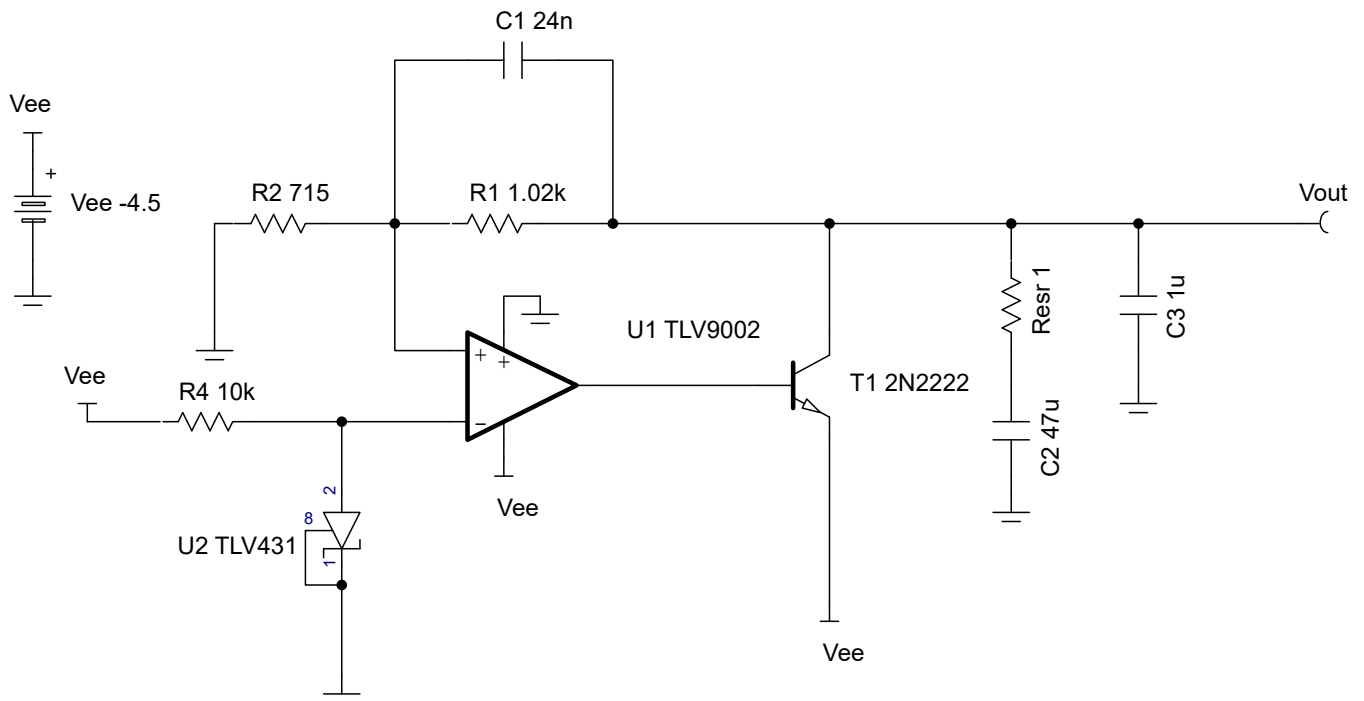 C1 24n
Vee
+
Vee -4.5
R2 715
R1 1.02k
Vout
Resr 1
C3 1u
U1 TLV9002
+
+
−
Vee
R4 10k
T1 2N2222
C2 47u
Vee
2
8
1
U2 TLV431
Vee